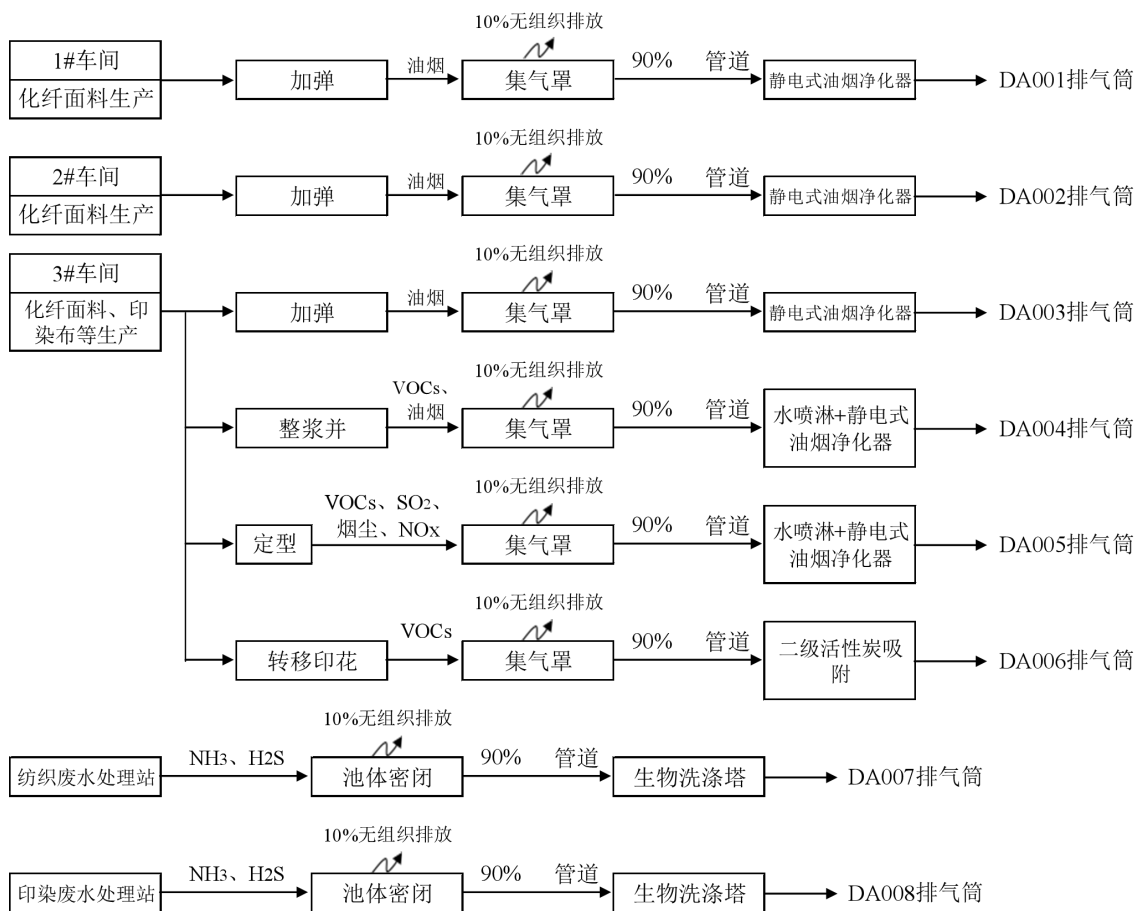 10%无组织排放
1#车间
化纤面料生产
加弹
油烟
集气罩
90%
管道
静电式油烟净化器
DA001排气筒
10%无组织排放
2#车间
化纤面料生产
加弹
油烟
集气罩
90%
管道
静电式油烟净化器
DA002排气筒
10%无组织排放
3#车间
化纤面料、印
染布等生产
加弹
油烟
集气罩
90%
管道
静电式油烟净化器
DA003排气筒
10%无组织排放
整浆并
VOCs、
油烟
集气罩
90%
管道
水喷淋+静电式
油烟净化器
DA004排气筒
10%无组织排放
定型
VOCs、SO2、
烟尘、NOx
集气罩
90%
管道
水喷淋+静电式
油烟净化器
DA005排气筒
10%无组织排放
转移印花
VOCs
集气罩
90%
管道
二级活性炭吸
附
DA006排气筒
10%无组织排放
纺织废水处理站
NH3、H2S
池体密闭
90%
管道
生物洗涤塔
DA007排气筒
10%无组织排放
印染废水处理站
NH3、H2S
池体密闭
90%
管道
生物洗涤塔
DA008排气筒